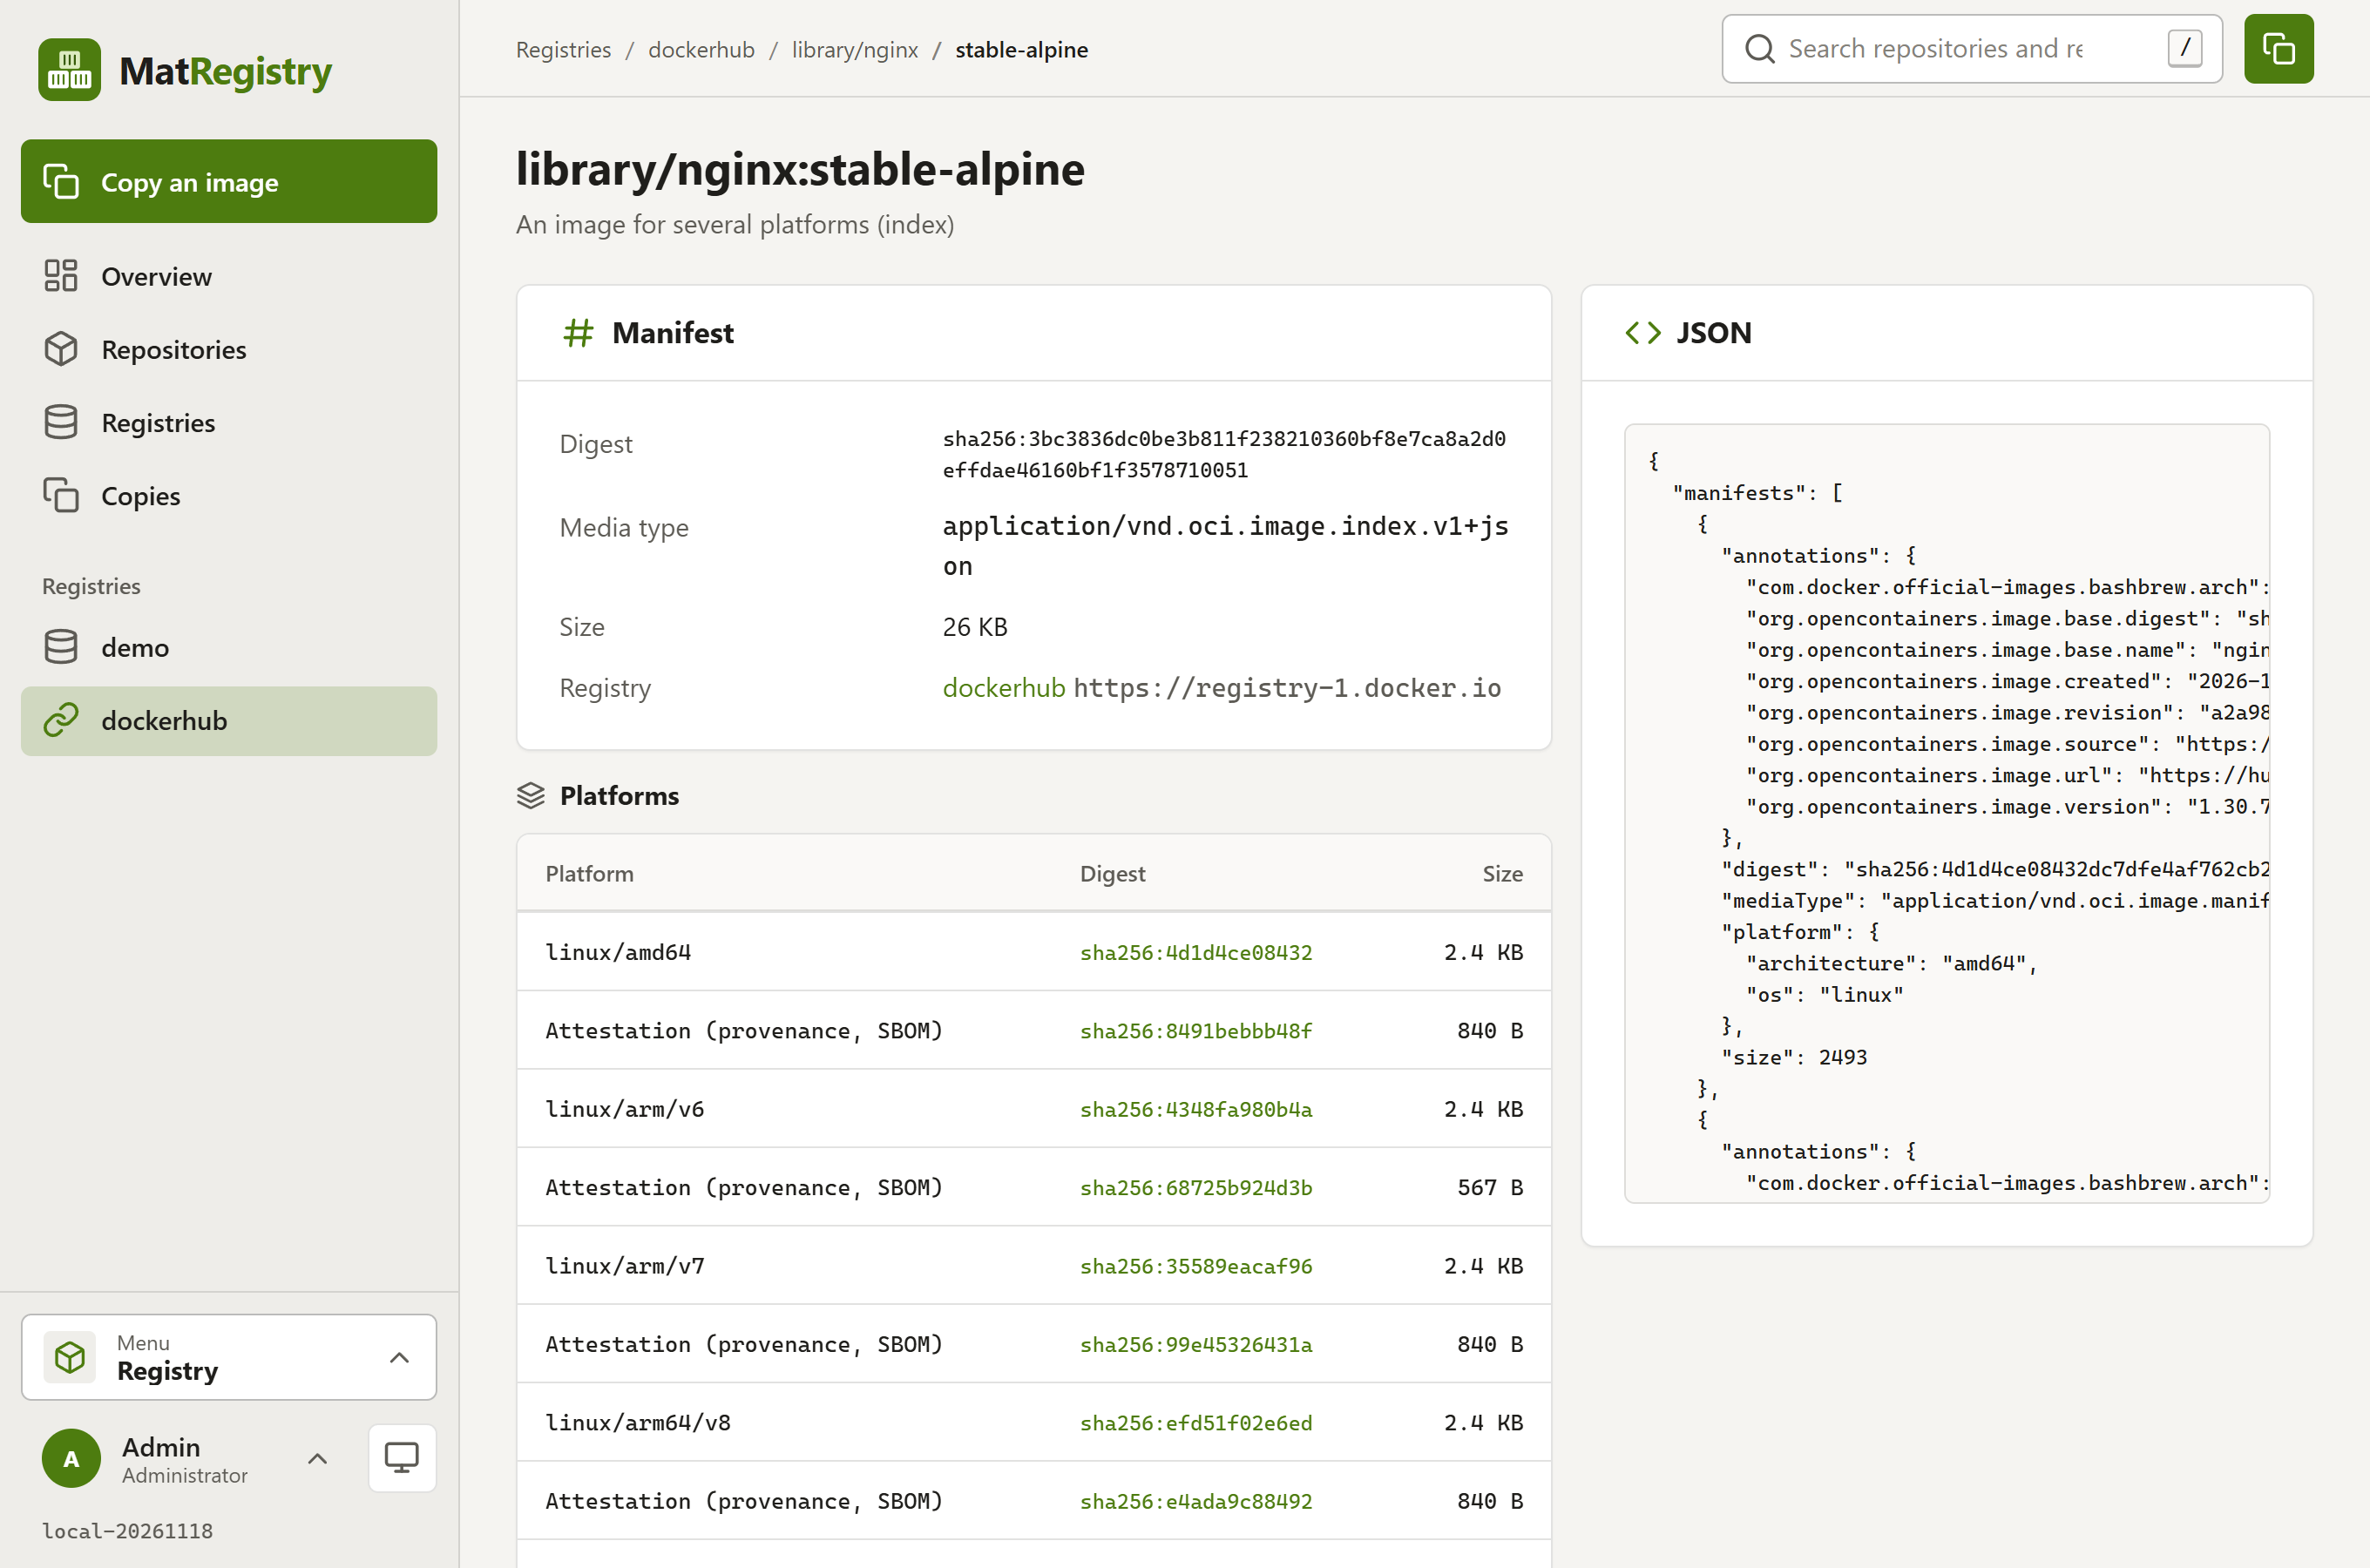 MatRegistry
Copy an image
Overview
Repositories
Registries
Copies
Registries
demo
dockerhub
Menu
Registry
A
Admin
Administrator
local-20261118
Registries / dockerhub / library/nginx / stable-alpine
Search repositories and re
/
library/nginx:stable-alpine
An image for several platforms (index)
Manifest
Digest
sha256:3bc3836dc0be3b811f238210360bf8e7ca8a2d0
effdae46160bf1f3578710051
Media type
application/vnd.oci.image.index.v1+js
on
Size
26 KB
Registry
dockerhub https://registry-1.docker.io
Platforms
Platform Digest Size
linux/amd64 sha256:4d1d4ce08432 2.4 KB
Attestation (provenance, SBOM) sha256:8491bebbb48f 840 B
linux/arm/v6 sha256:4348fa980b4a 2.4 KB
Attestation (provenance, SBOM) sha256:68725b924d3b 567 B
linux/arm/v7 sha256:35589eacaf96 2.4 KB
Attestation (provenance, SBOM) sha256:99e45326431a 840 B
linux/arm64/v8 sha256:efd51f02e6ed 2.4 KB
Attestation (provenance, SBOM) sha256:e4ada9c88492 840 B
JSON
{
"manifests": [
{
"annotations": {
"com.docker.official-images.bashbrew.arch":
"org.opencontainers.image.base.digest": "sh
"org.opencontainers.image.base.name": "ngin
"org.opencontainers.image.created": "2026-1
"org.opencontainers.image.revision": "a2a98
"org.opencontainers.image.source": "https:/
"org.opencontainers.image.url": "https://hu
"org.opencontainers.image.version": "1.30.7
},
"digest": "sha256:4d1d4ce08432dc7dfe4af762cb2
"mediaType": "application/vnd.oci.image.manif
"platform": {
"architecture": "amd64",
"os": "linux"
},
"size": 2493
},
{
"annotations": {
"com.docker.official-images.bashbrew.arch":